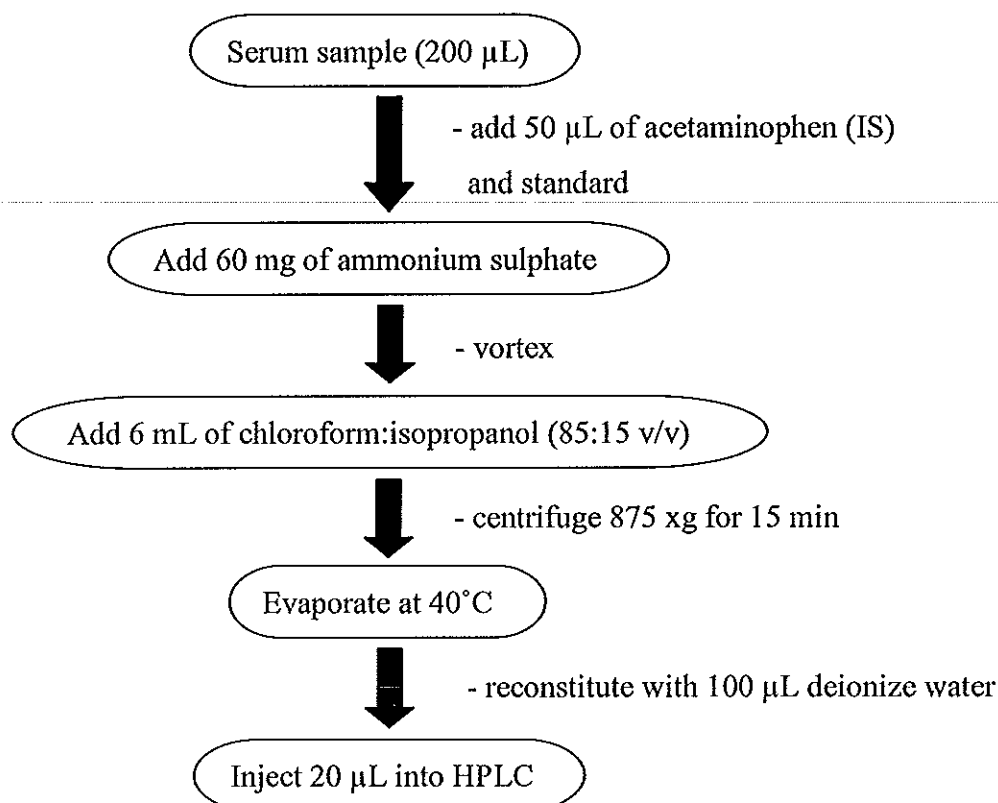 Serum sample (200 µL)
- add 50 µL of acetaminophen (IS)
and standard
Add 60 mg of ammonium sulphate
- vortex
Add 6 mL of chloroform:isopropanol (85:15 v/v)
- centrifuge 875 xg for 15 min
Evaporate at 40˚C
- reconstitute with 100 µL deionize water
Inject 20 µL into HPLC